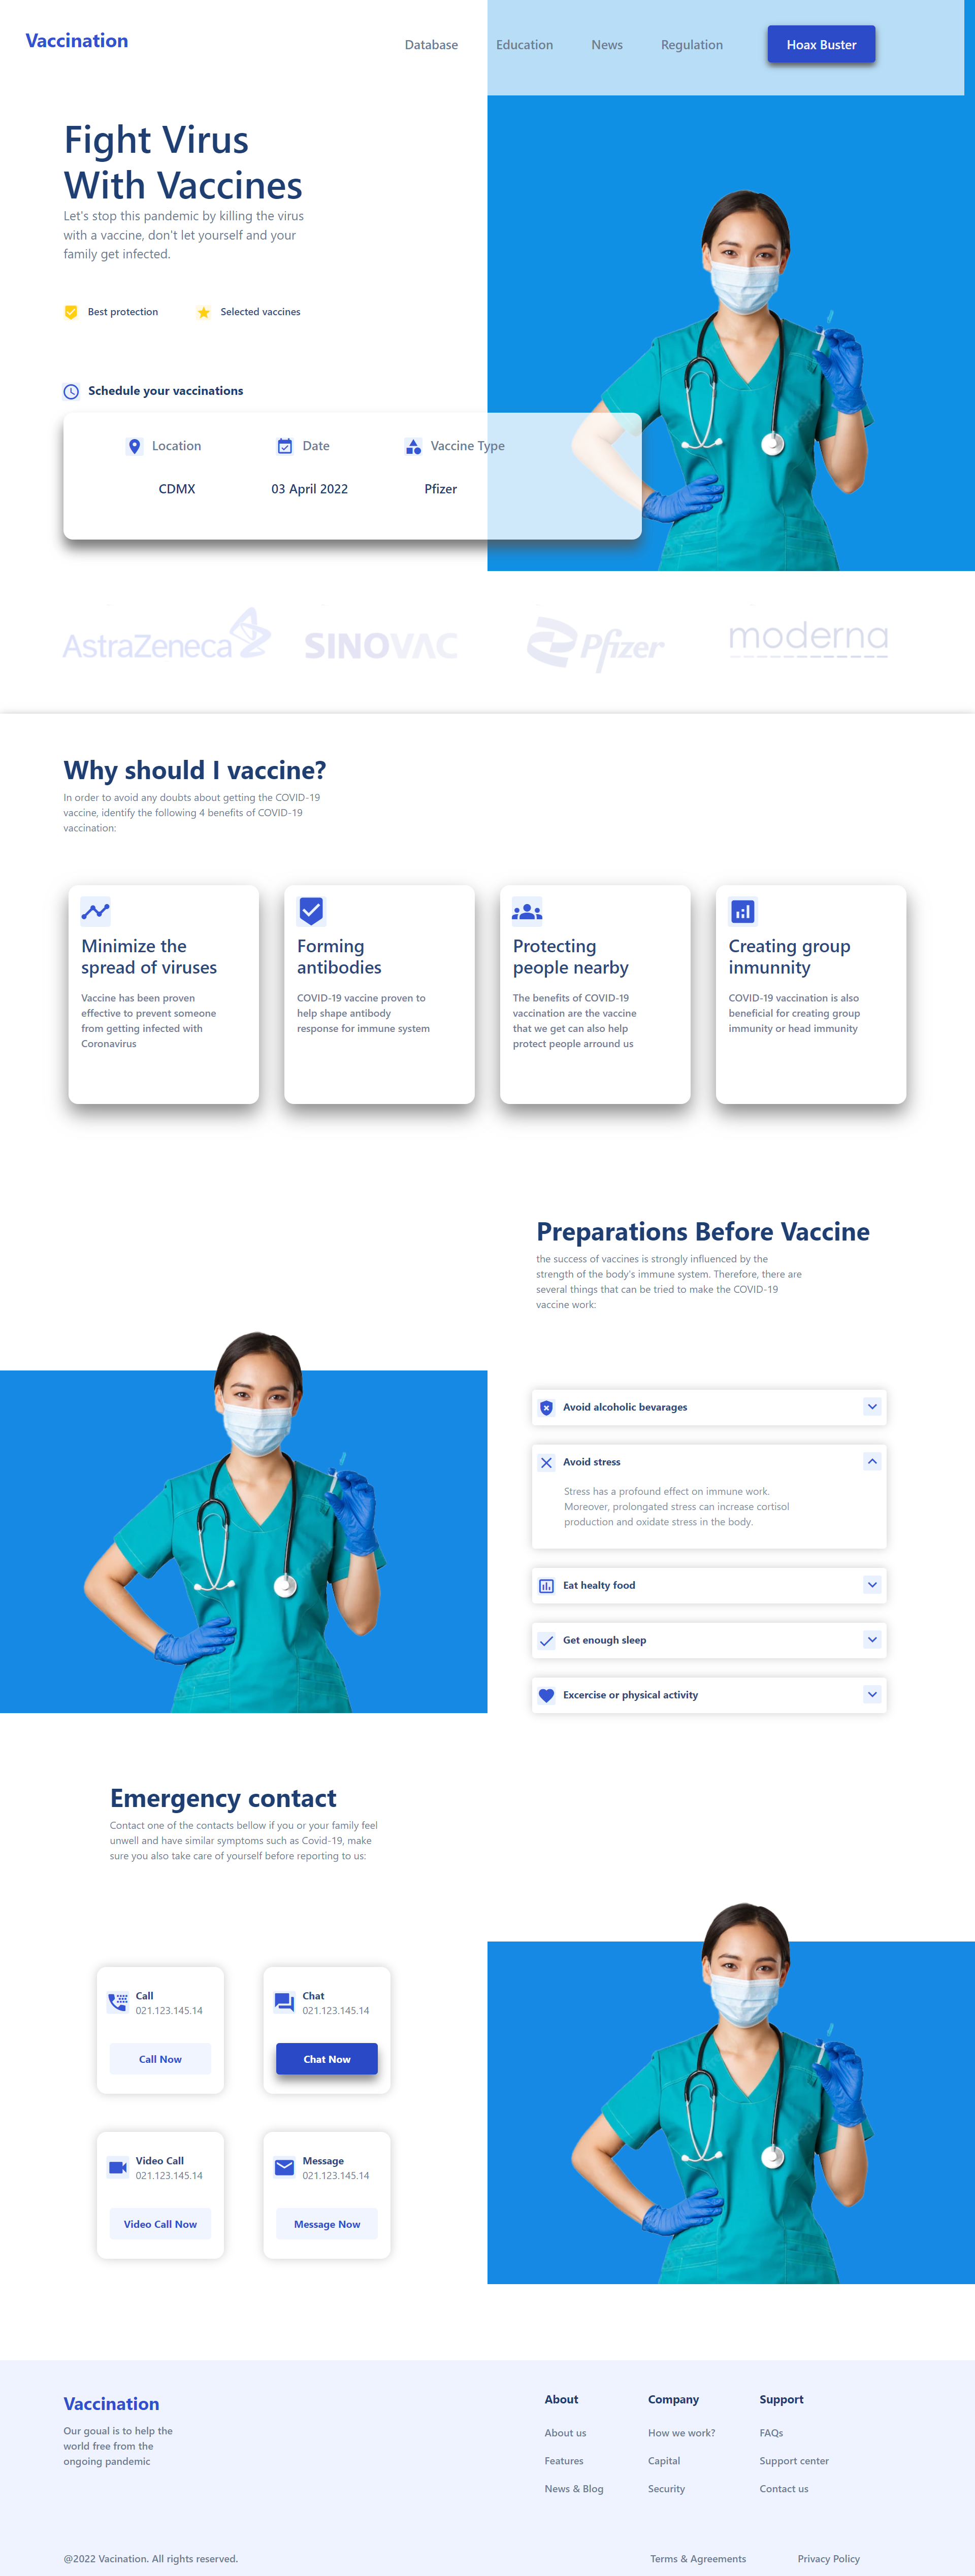 Vaccination
Database
Education
News
Regulation
Hoax Buster
Fight Virus
With Vaccines
Let's stop this pandemic by killing the virus
with a vaccine, don't let yourself and your
family get infected.
Best protection
Selected vaccines
Schedule your vaccinations
Location
Date
Vaccine Type
CDMX
03 April 2022
Pfizer
AstraZeneca
SINOVAC
Pfizer
moderna
Why should I vaccine?
In order to avoid any doubts about getting the COVID-19
vaccine, identify the following 4 benefits of COVID-19
vaccination:
Minimize the
spread of viruses
Vaccine has been proven
effective to prevent someone
from getting infected with
Coronavirus
Forming
antibodies
COVID-19 vaccine proven to
help shape antibody
response for immune system
Protecting
people nearby
The benefits of COVID-19
vaccination are the vaccine
that we get can also help
protect people arround us
Creating group
inmunnity
COVID-19 vaccination is also
beneficial for creating group
immunity or head immunity
Preparations Before Vaccine
the success of vaccines is strongly influenced by the
strength of the body's immune system. Therefore, there are
several things that can be tried to make the COVID-19
vaccine work:
Avoid alcoholic bevarages
Avoid stress
Stress has a profound effect on immune work.
Moreover, prolongated stress can increase cortisol
production and oxidate stress in the body.
Eat healty food
Get enough sleep
Excercise or physical activity
Emergency contact
Contact one of the contacts bellow if you or your family feel
unwell and have similar symptoms such as Covid-19, make
sure you also take care of yourself before reporting to us:
Call
021.123.145.14
Call Now
Chat
021.123.145.14
Chat Now
Video Call
021.123.145.14
Video Call Now
Message
021.123.145.14
Message Now
Vaccination
Our goual is to help the
world free from the
ongoing pandemic
About
About us
Features
News & Blog
Company
How we work?
Capital
Security
Support
FAQs
Support center
Contact us
@2022 Vacination. All rights reserved.
Terms & Agreements
Privacy Policy